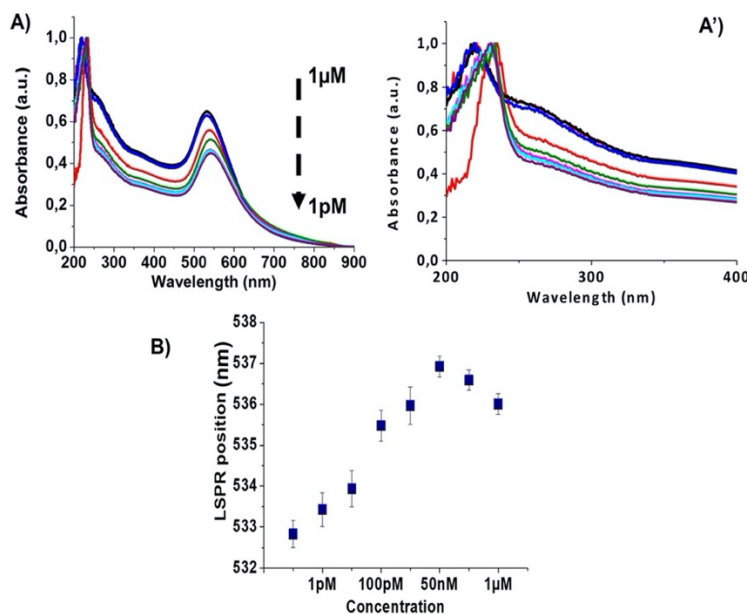 A)
1,0
0,8
0,6
0,4
0,2
0,0
Absorbance (a.u.)
200 300 400 500 600 700 800 900
Wavelength (nm)
1µM
1pM
A')
1,0
0,8
0,6
0,4
0,2
0,0
Absorbance (a.u.)
200 300 400
Wavelength (nm)
B)
538
537
536
535
534
533
532
LSPR position (nm)
1pM 100pM 50nM 1µM
Concentration